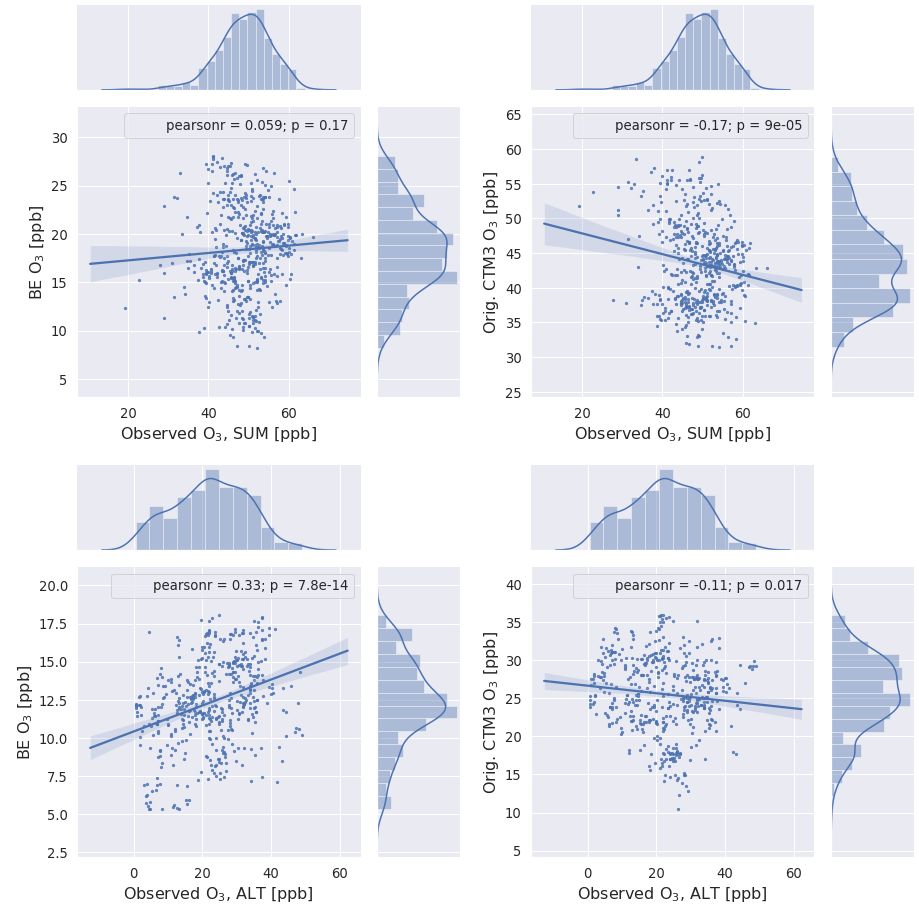 pearsonr = 0.059; p = 0.17
30
25
20
15
10
5
BE O₃ [ppb]
20 40 60
Observed O₃, SUM [ppb]
pearsonr = -0.17; p = 9e-05
65
60
55
50
45
40
35
30
25
Orig. CTM3 O₃ [ppb]
20 40 60
Observed O₃, SUM [ppb]
pearsonr = 0.33; p = 7.8e-14
20.0
17.5
15.0
12.5
10.0
7.5
5.0
2.5
BE O₃ [ppb]
0 20 40 60
Observed O₃, ALT [ppb]
pearsonr = -0.11; p = 0.017
40
35
30
25
20
15
10
5
Orig. CTM3 O₃ [ppb]
0 20 40 60
Observed O₃, ALT [ppb]